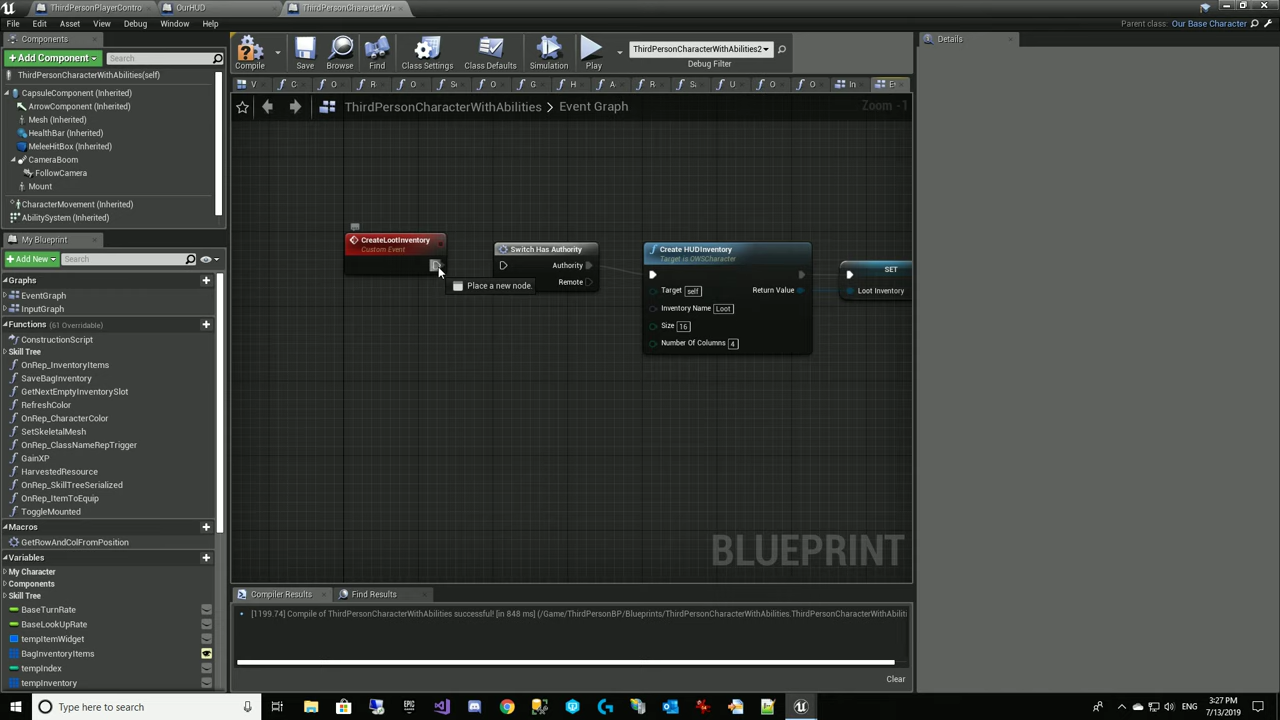 ThirdPersonPlayerContro
OurHUD
ThirdPersonCharacterWi
File
Edit
Asset
View
Debug
Window
Help
Parent class: Our Base Character
Components
Add Component
Search
ThirdPersonCharacterWithAbilities(self)
CapsuleComponent (Inherited)
ArrowComponent (Inherited)
Mesh (Inherited)
HealthBar (Inherited)
MeleeHitBox (Inherited)
CameraBoom
FollowCamera
Mount
CharacterMovement (Inherited)
AbilitySystem (Inherited)
My Blueprint
Add New
Search
Graphs
EventGraph
InputGraph
Functions (61 Overridable)
ConstructionScript
Skill Tree
OnRep_InventoryItems
SaveBagInventory
GetNextEmptyInventorySlot
RefreshColor
OnRep_CharacterColor
SetSkeletalMesh
OnRep_ClassNameRepTrigger
GainXP
HarvestedResource
OnRep_SkillTreeSerialized
OnRep_ItemToEquip
ToggleMounted
Macros
GetRowAndColFromPosition
Variables
My Character
Components
Skill Tree
BaseTurnRate
BaseLookUpRate
tempItemWidget
BagInventoryItems
tempIndex
tempInventory
Compile
Save
Browse
Find
Class Settings
Class Defaults
Simulation
Play
ThirdPersonCharacterWithAbilities2
Debug Filter
ThirdPersonCharacterWithAbilities > Event Graph
Zoom -1
CreateLootInventory
Custom Event
Place a new node.
Switch Has Authority
Authority
Remote
Create HUDInventory
Target is OWSCharacter
Target self
Return Value
Inventory Name Loot
Size 16
Number Of Columns 4
SET
Loot Inventory
BLUEPRINT
Compiler Results
Find Results
[1199.74] Compile of ThirdPersonCharacterWithAbilities successful! [in 848 ms] (/Game/ThirdPersonBP/Blueprints/ThirdPersonCharacterWithAbilities.ThirdPersonCharacterWithAbiliti
Clear
Details
Type here to search
3:27 PM
7/13/2019